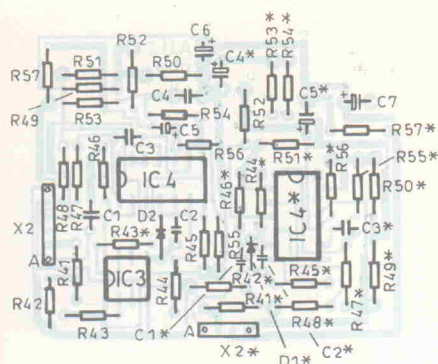 C6
R53*
R54*
R52
R51
R50
C4*
R57
C4
C5*
C7
R49
R53
R54
R52
R57*
C5
C3
R46
R56
R51*
R56
R55*
R50*
IC4
R44*
R46*
IC4*
R48
R47
X2
C1
D2
C2
R43*
R45
R55
C3*
A
R41
IC3
R44
R42*
R45*
R47*
R49*
R42
R43
C1*
R41*
R48*
A
X2*
D1*
C2*